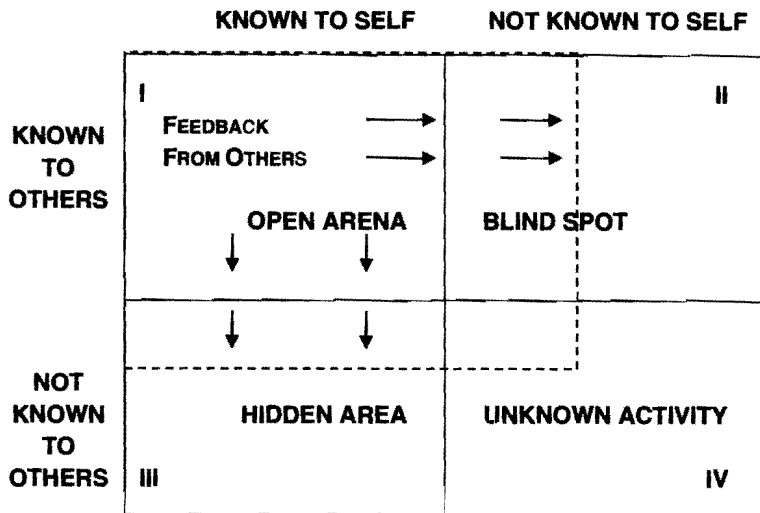 KNOWN TO SELF
NOT KNOWN TO SELF
I
II
KNOWN
TO
OTHERS
FEEDBACK
FROM OTHERS
OPEN ARENA
BLIND SPOT
NOT
KNOWN
TO
OTHERS
HIDDEN AREA
UNKNOWN ACTIVITY
III
IV